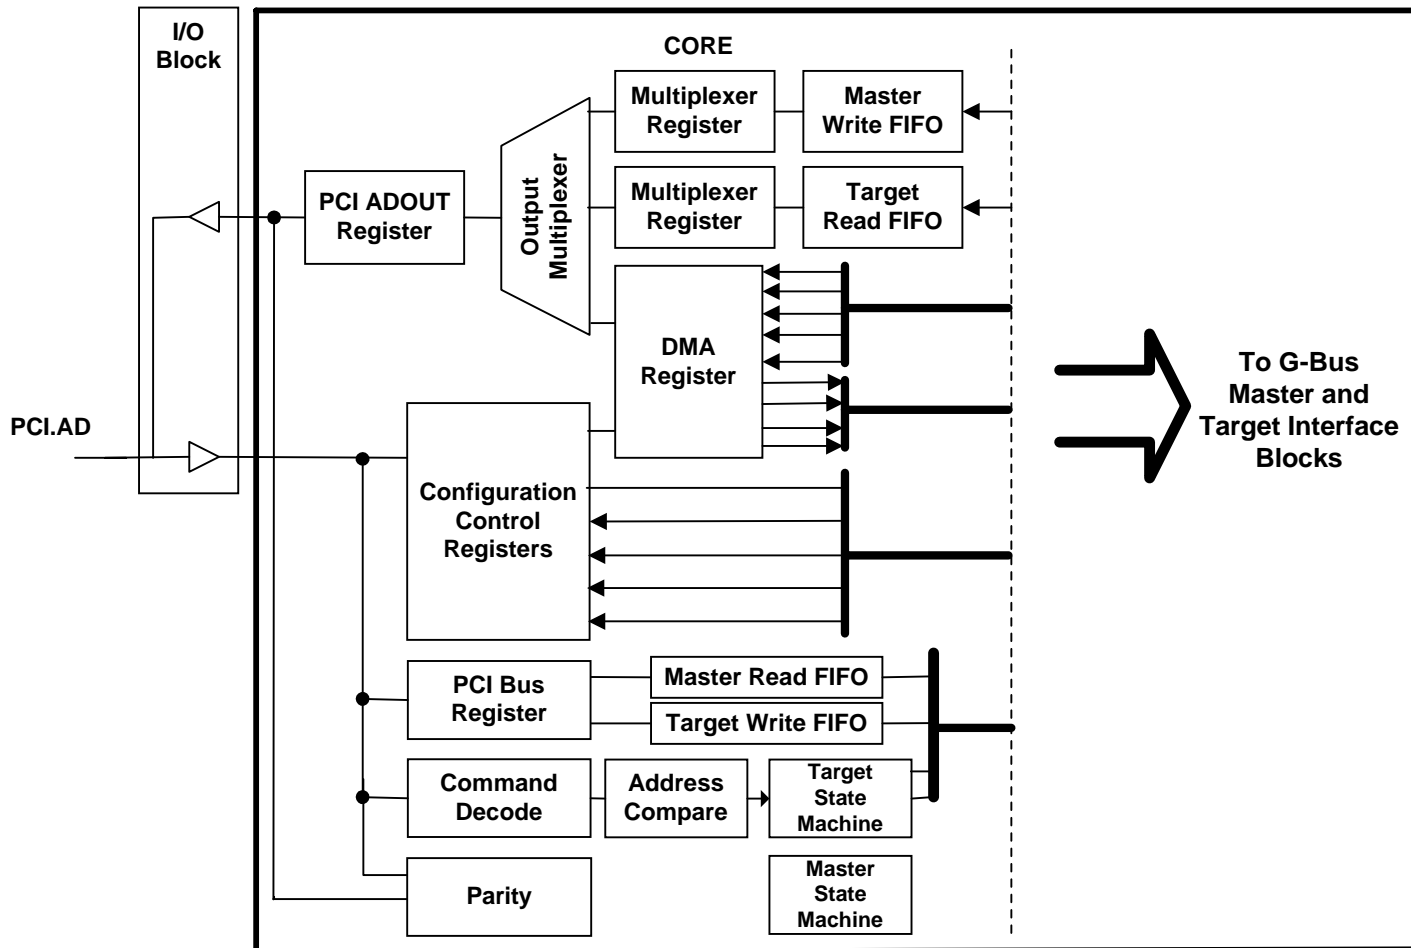 I/O
Block
CORE
Multiplexer
Register
Master
Write FIFO
Multiplexer
Register
Target
Read FIFO
PCI ADOUT
Register
Output
Multiplexer
DMA
Register
To G-Bus
Master and
Target Interface
Blocks
PCI.AD
Configuration
Control
Registers
PCI Bus
Register
Master Read FIFO
Target Write FIFO
Command
Decode
Address
Compare
Target
State
Machine
Parity
Master
State
Machine